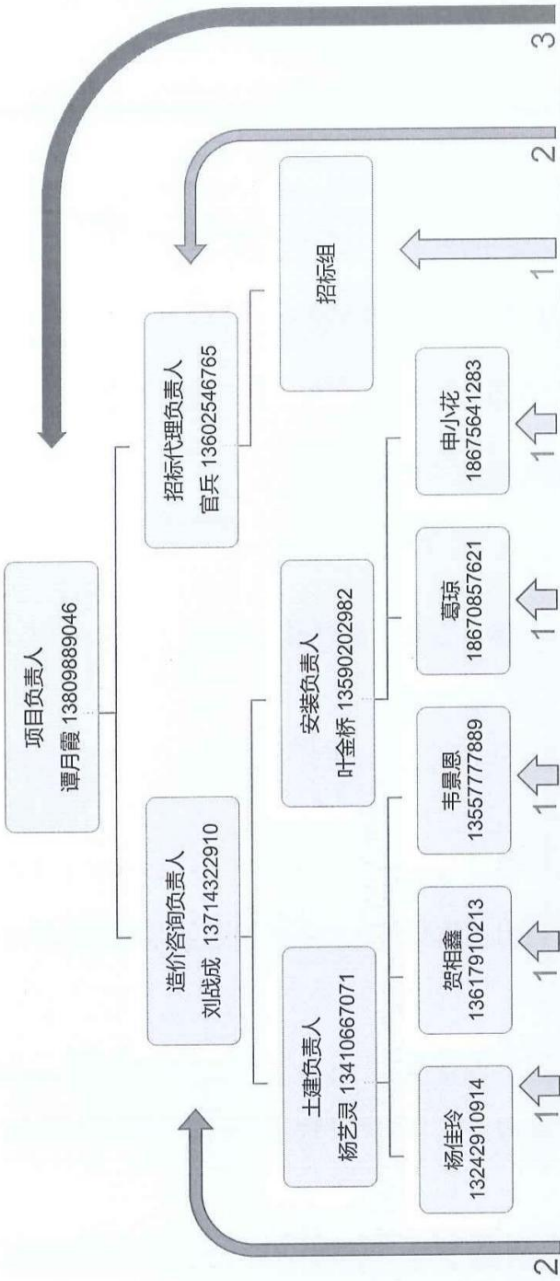 项目负责人
谭月霞 13809889046
造价咨询负责人
刘战成 13714322910
招标代理负责人
官兵 13602546765
土建负责人
杨艺灵 13410667071
安装负责人
叶金桥 13590202982
招标组
杨佳玲
13242910914
贺相鑫
13617910213
韦景恩
13557777889
葛琼
18670857621
申小花
18675641283
2
1
1
1
1
1
1
2
3